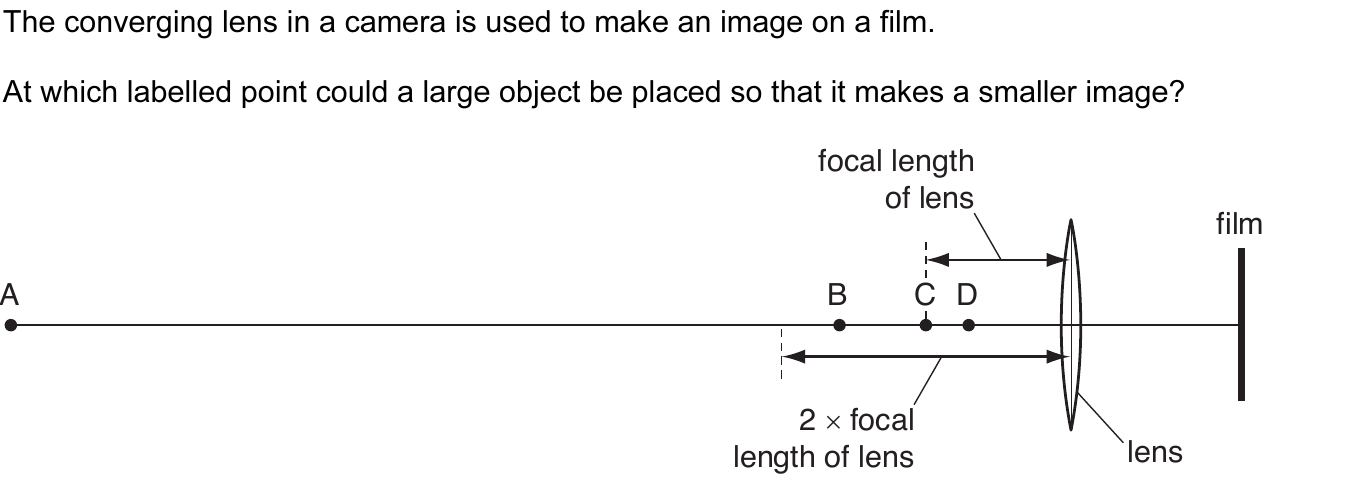 The converging lens in a camera is used to make an image on a film.
At which labelled point could a large object be placed so that it makes a smaller image?
focal length
of lens
film
A
B
C
D
2 × focal
length of lens
lens